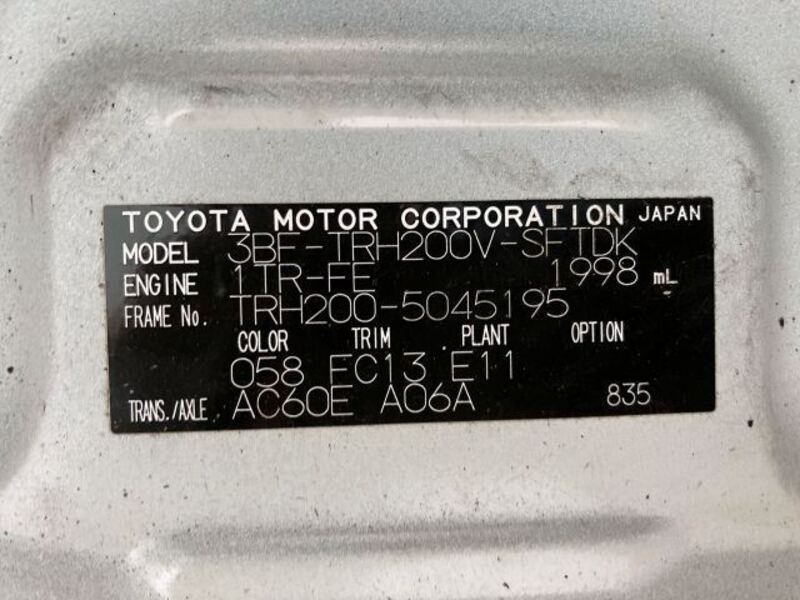 TOYOTA MOTOR CORPORATION JAPAN
MODEL 3BF-TRH200V-SFTDK
ENGINE 1TR-FE 1998 mL
FRAME No. TRH200-5045195
COLOR TRIM PLANT OPTION
058 FC13 E11
TRANS./AXLE AC60E A06A 835